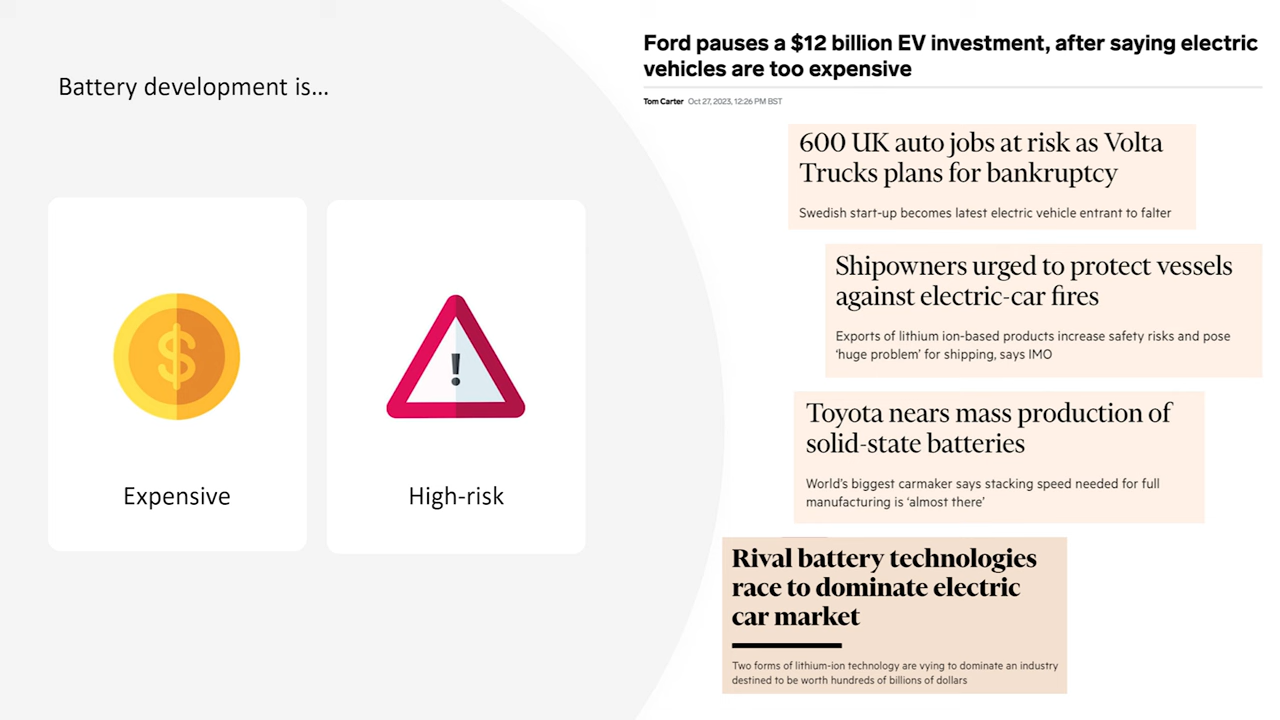 Battery development is...
Expensive
High-risk
Ford pauses a $12 billion EV investment, after saying electric
vehicles are too expensive
Tom Carter Oct 27, 2023, 12:26 PM BST
600 UK auto jobs at risk as Volta
Trucks plans for bankruptcy
Swedish start-up becomes latest electric vehicle entrant to falter
Shipowners urged to protect vessels
against electric-car fires
Exports of lithium ion-based products increase safety risks and pose
‘huge problem’ for shipping, says IMO
Toyota nears mass production of
solid-state batteries
World’s biggest carmaker says stacking speed needed for full
manufacturing is ‘almost there’
Rival battery technologies
race to dominate electric
car market
Two forms of lithium-ion technology are vying to dominate an industry
destined to be worth hundreds of billions of dollars